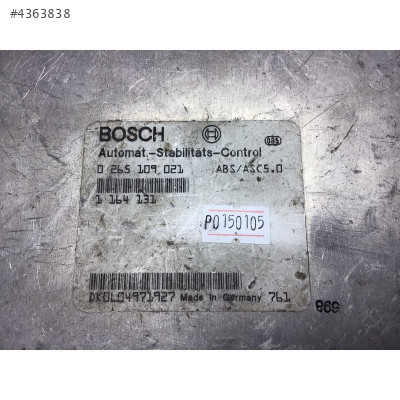 #4363838
BOSCH
Automat.-Stabilitäts-Control
0 265 109 021 ABS/ASC5.0
1 164 131
P0150105
DKGL04971927 Made in Germany 761